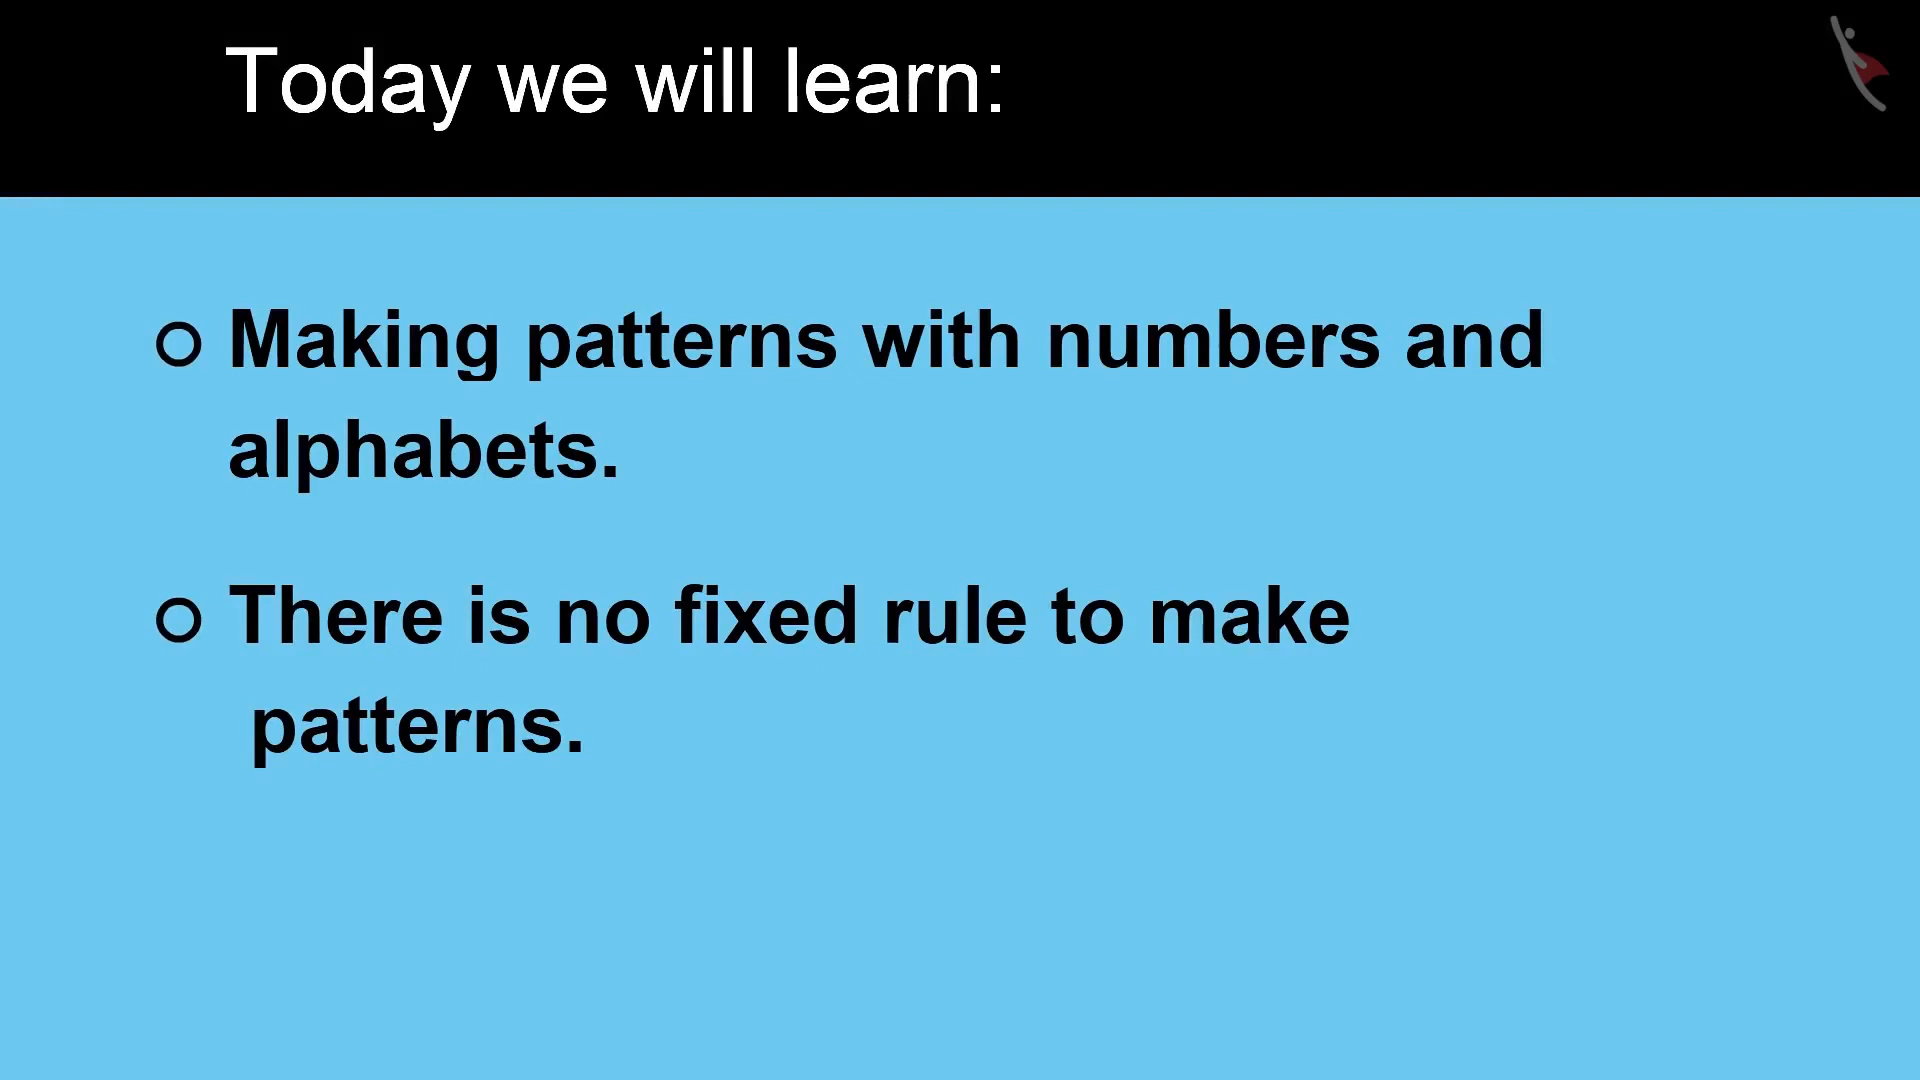 Today we will learn:
Making patterns with numbers and
alphabets.
There is no fixed rule to make
patterns.